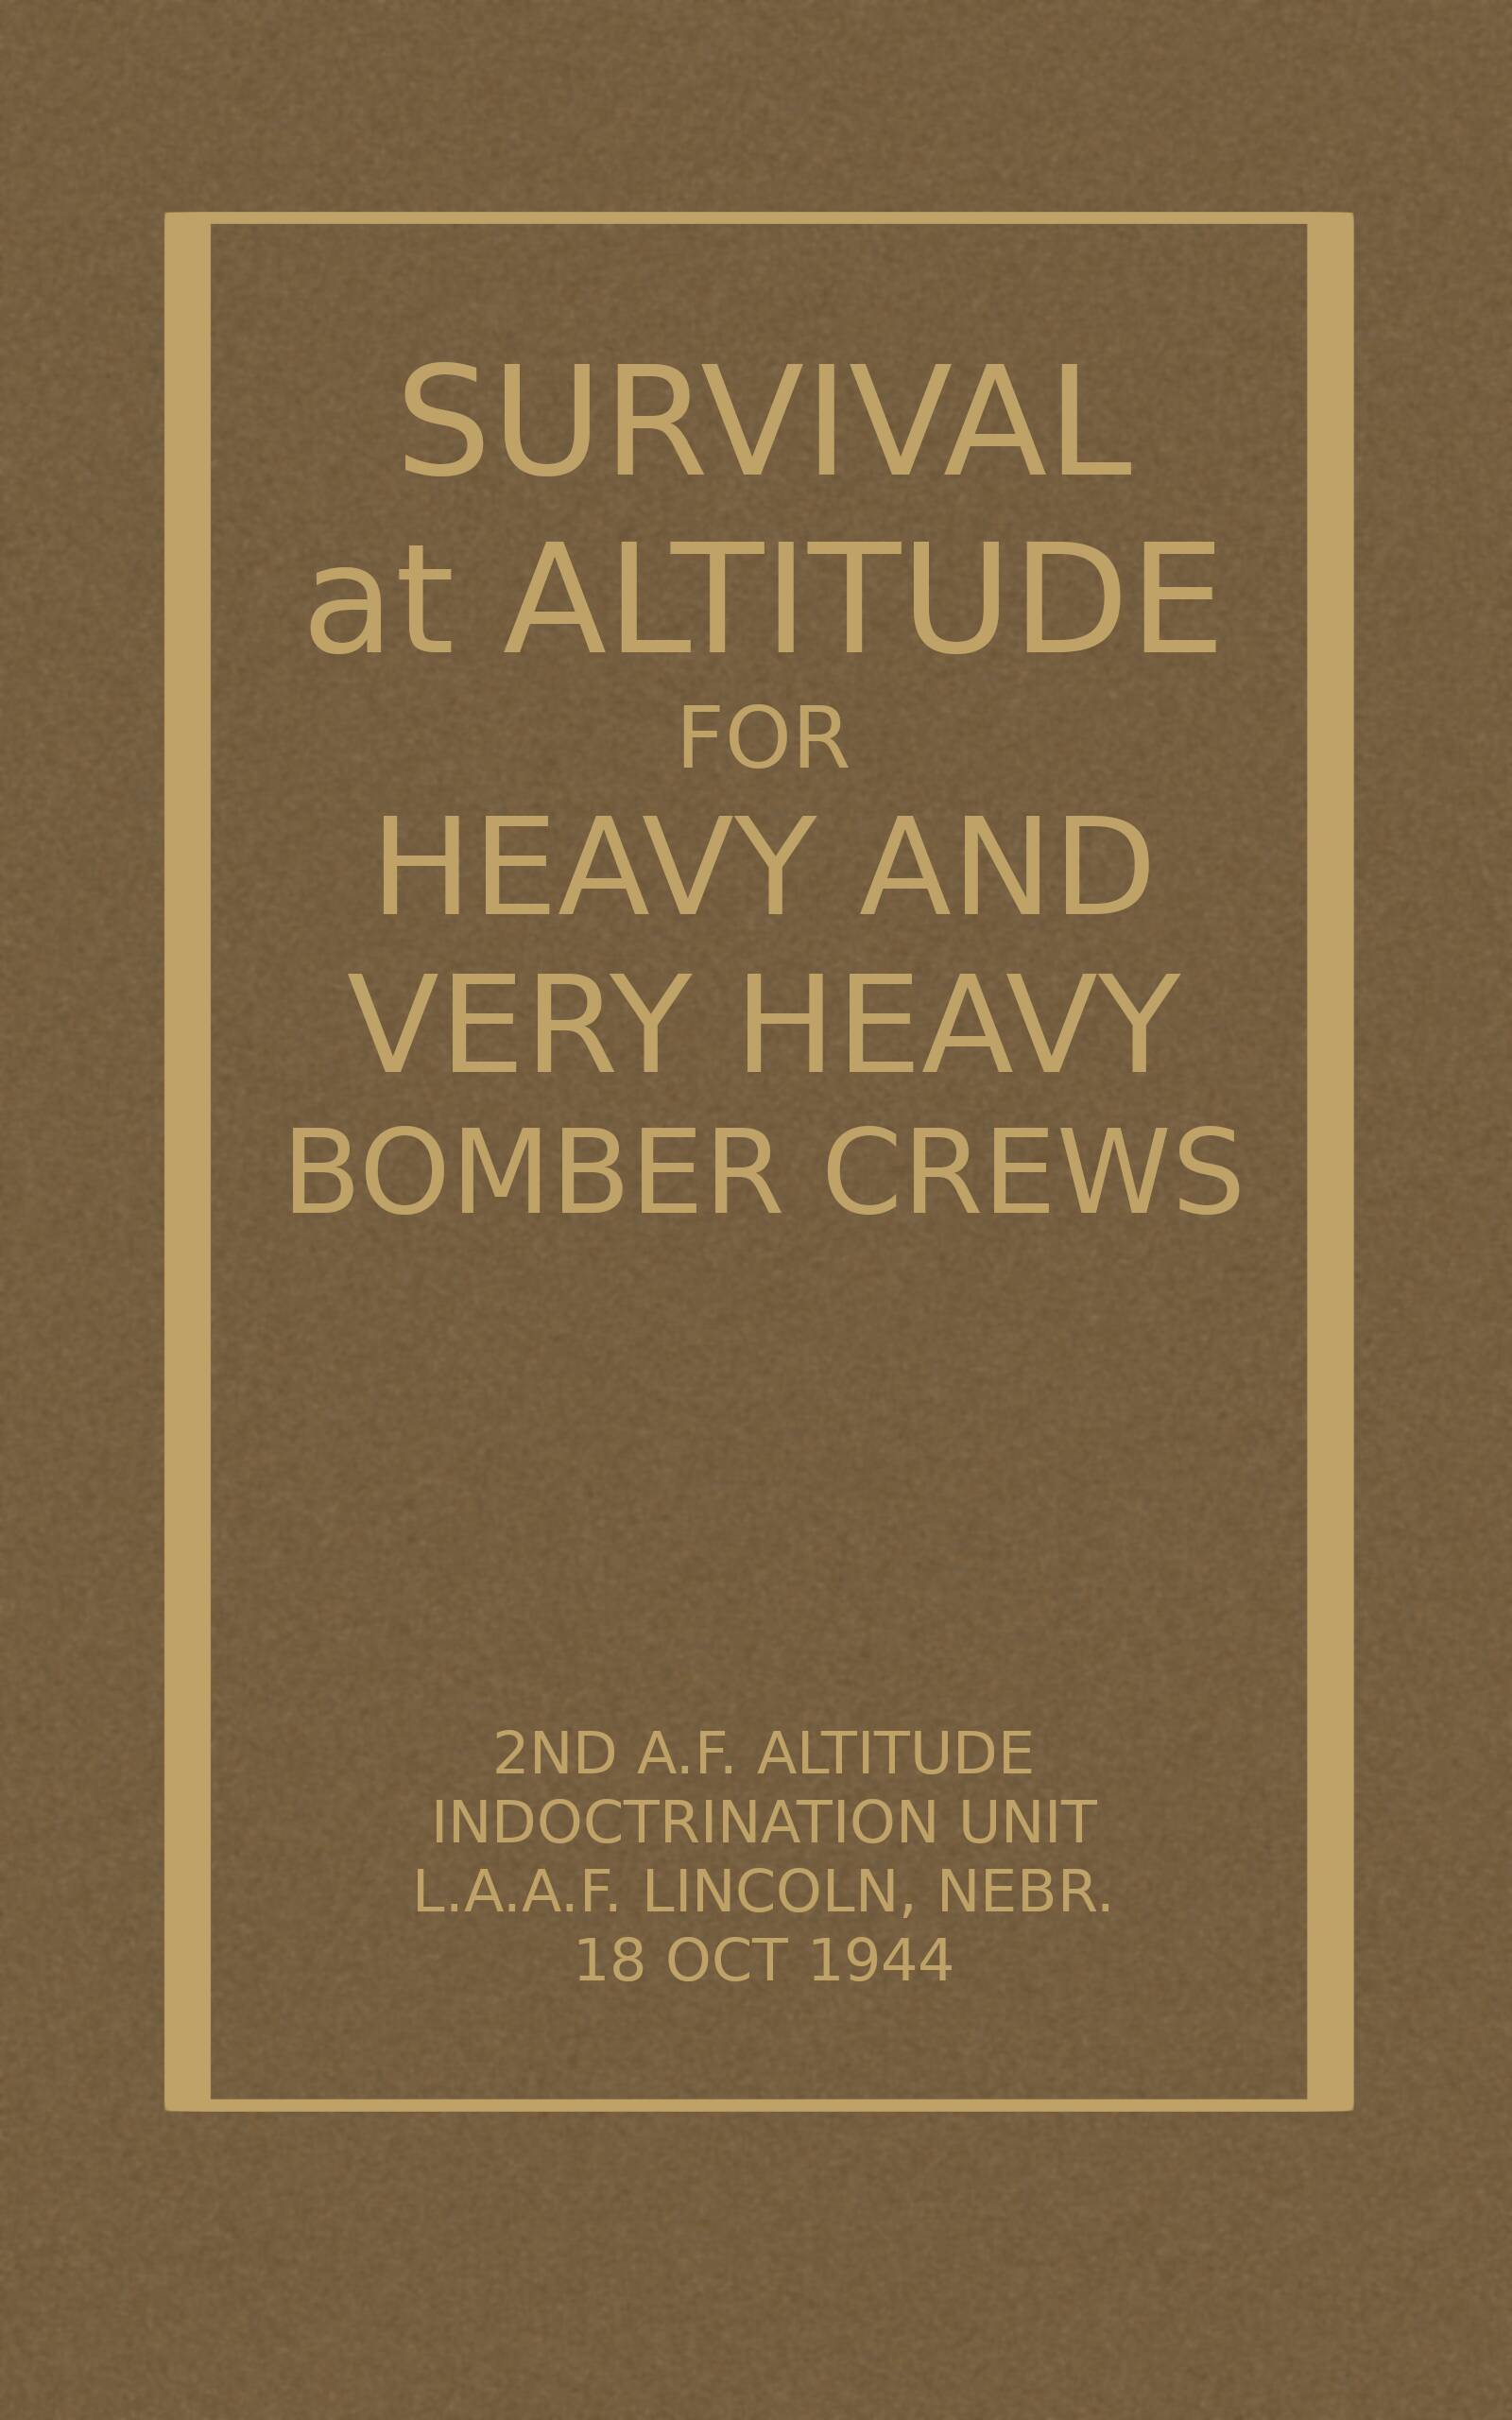 SURVIVAL
at ALTITUDE
FOR
HEAVY AND
VERY HEAVY
BOMBER CREWS
2ND A.F. ALTITUDE
INDOCTRINATION UNIT
L.A.A.F. LINCOLN, NEBR.
18 OCT 1944